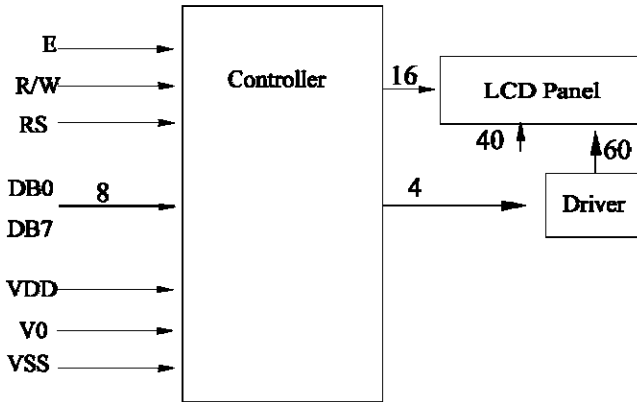 E
R/W
RS
DB0
8
DB7
VDD
V0
VSS
Controller
16
LCD Panel
40
60
4
Driver